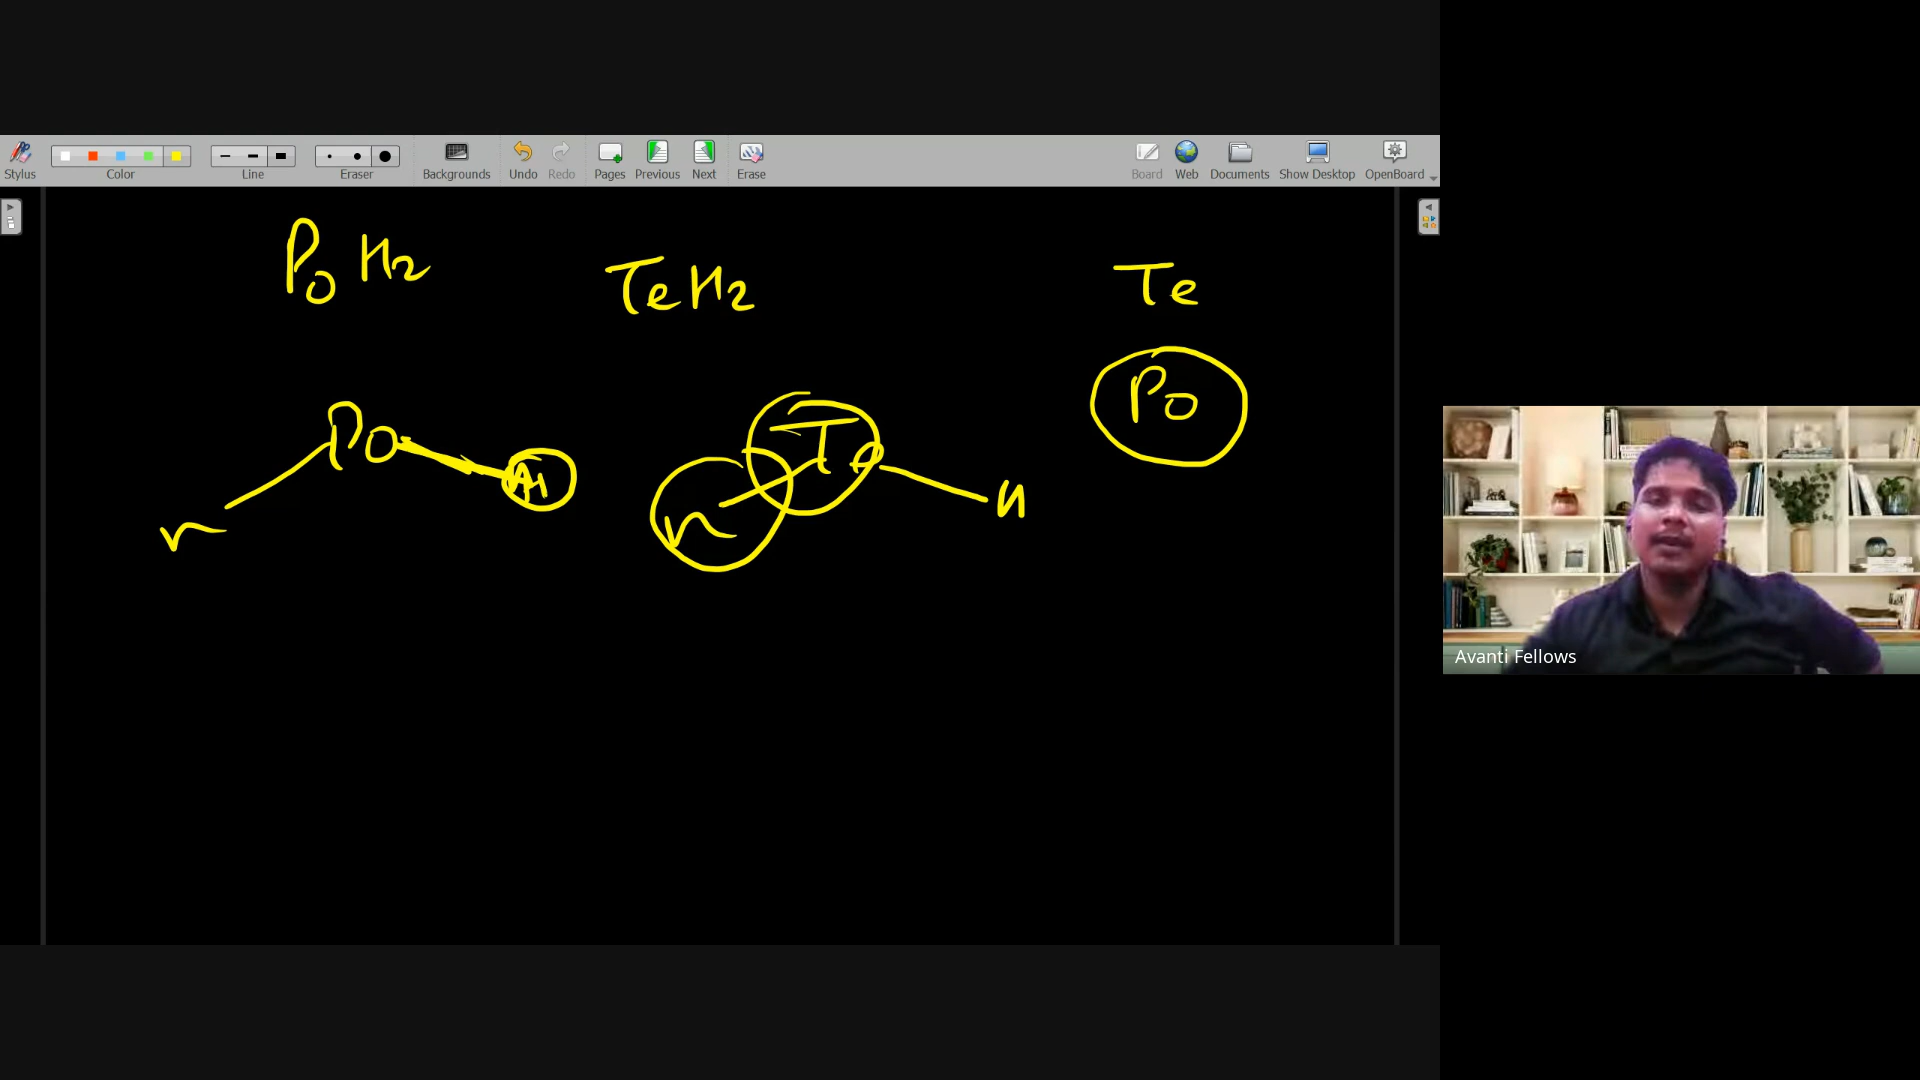 Stylus Color Line Eraser Backgrounds Undo Redo Pages Previous Next Erase Board Web Documents Show Desktop OpenBoard
PoH2 TeH2 Te
Po
Po H Te H
Avanti Fellows